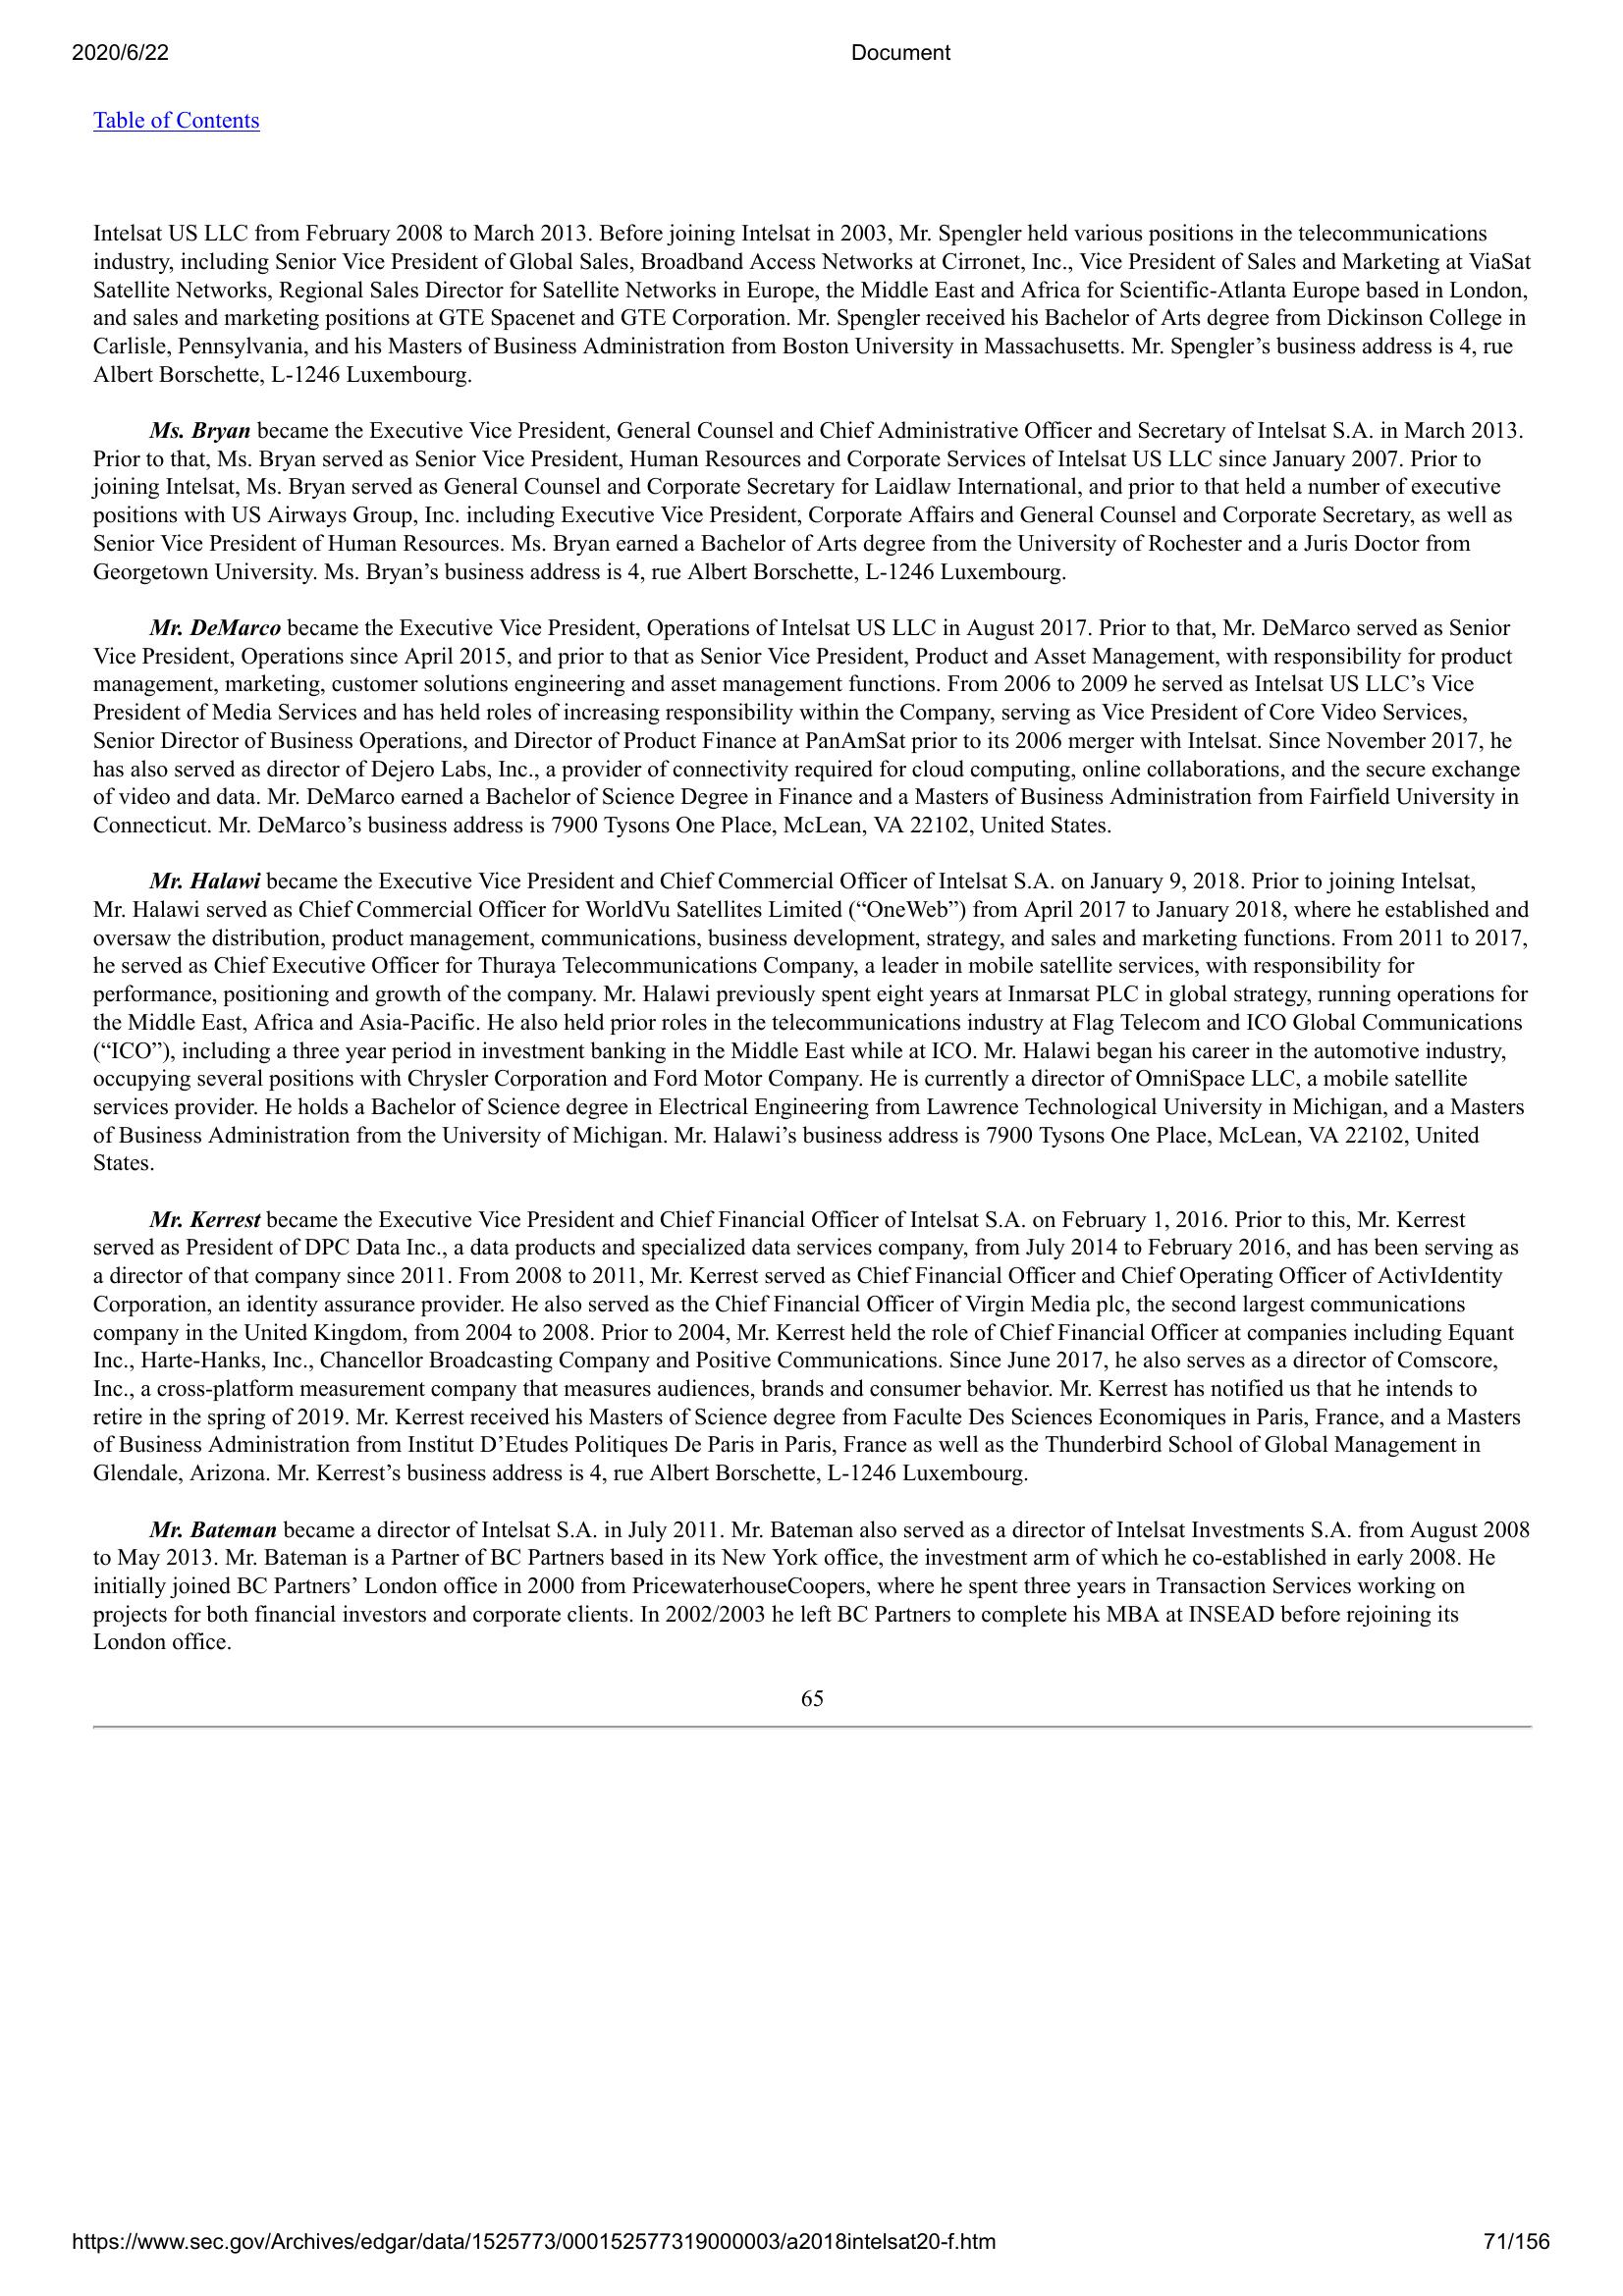 2020/6/22
Document
Table of Contents
Intelsat US LLC from February 2008 to March 2013. Before joining Intelsat in 2003, Mr. Spengler held various positions in the telecommunications
industry, including Senior Vice President of Global Sales, Broadband Access Networks at Cirronet, Inc., Vice President of Sales and Marketing at ViaSat
Satellite Networks, Regional Sales Director for Satellite Networks in Europe, the Middle East and Africa for Scientific-Atlanta Europe based in London,
and sales and marketing positions at GTE Spacenet and GTE Corporation. Mr. Spengler received his Bachelor of Arts degree from Dickinson College in
Carlisle, Pennsylvania, and his Masters of Business Administration from Boston University in Massachusetts. Mr. Spengler’s business address is 4, rue
Albert Borschette, L-1246 Luxembourg.
Ms. Bryan became the Executive Vice President, General Counsel and Chief Administrative Officer and Secretary of Intelsat S.A. in March 2013.
Prior to that, Ms. Bryan served as Senior Vice President, Human Resources and Corporate Services of Intelsat US LLC since January 2007. Prior to
joining Intelsat, Ms. Bryan served as General Counsel and Corporate Secretary for Laidlaw International, and prior to that held a number of executive
positions with US Airways Group, Inc. including Executive Vice President, Corporate Affairs and General Counsel and Corporate Secretary, as well as
Senior Vice President of Human Resources. Ms. Bryan earned a Bachelor of Arts degree from the University of Rochester and a Juris Doctor from
Georgetown University. Ms. Bryan’s business address is 4, rue Albert Borschette, L-1246 Luxembourg.
Mr. DeMarco became the Executive Vice President, Operations of Intelsat US LLC in August 2017. Prior to that, Mr. DeMarco served as Senior
Vice President, Operations since April 2015, and prior to that as Senior Vice President, Product and Asset Management, with responsibility for product
management, marketing, customer solutions engineering and asset management functions. From 2006 to 2009 he served as Intelsat US LLC’s Vice
President of Media Services and has held roles of increasing responsibility within the Company, serving as Vice President of Core Video Services,
Senior Director of Business Operations, and Director of Product Finance at PanAmSat prior to its 2006 merger with Intelsat. Since November 2017, he
has also served as director of Dejero Labs, Inc., a provider of connectivity required for cloud computing, online collaborations, and the secure exchange
of video and data. Mr. DeMarco earned a Bachelor of Science Degree in Finance and a Masters of Business Administration from Fairfield University in
Connecticut. Mr. DeMarco’s business address is 7900 Tysons One Place, McLean, VA 22102, United States.
Mr. Halawi became the Executive Vice President and Chief Commercial Officer of Intelsat S.A. on January 9, 2018. Prior to joining Intelsat,
Mr. Halawi served as Chief Commercial Officer for WorldVu Satellites Limited (“OneWeb”) from April 2017 to January 2018, where he established and
oversaw the distribution, product management, communications, business development, strategy, and sales and marketing functions. From 2011 to 2017,
he served as Chief Executive Officer for Thuraya Telecommunications Company, a leader in mobile satellite services, with responsibility for
performance, positioning and growth of the company. Mr. Halawi previously spent eight years at Inmarsat PLC in global strategy, running operations for
the Middle East, Africa and Asia-Pacific. He also held prior roles in the telecommunications industry at Flag Telecom and ICO Global Communications
(“ICO”), including a three year period in investment banking in the Middle East while at ICO. Mr. Halawi began his career in the automotive industry,
occupying several positions with Chrysler Corporation and Ford Motor Company. He is currently a director of OmniSpace LLC, a mobile satellite
services provider. He holds a Bachelor of Science degree in Electrical Engineering from Lawrence Technological University in Michigan, and a Masters
of Business Administration from the University of Michigan. Mr. Halawi’s business address is 7900 Tysons One Place, McLean, VA 22102, United
States.
Mr. Kerrest became the Executive Vice President and Chief Financial Officer of Intelsat S.A. on February 1, 2016. Prior to this, Mr. Kerrest
served as President of DPC Data Inc., a data products and specialized data services company, from July 2014 to February 2016, and has been serving as
a director of that company since 2011. From 2008 to 2011, Mr. Kerrest served as Chief Financial Officer and Chief Operating Officer of ActivIdentity
Corporation, an identity assurance provider. He also served as the Chief Financial Officer of Virgin Media plc, the second largest communications
company in the United Kingdom, from 2004 to 2008. Prior to 2004, Mr. Kerrest held the role of Chief Financial Officer at companies including Equant
Inc., Harte-Hanks, Inc., Chancellor Broadcasting Company and Positive Communications. Since June 2017, he also serves as a director of Comscore,
Inc., a cross-platform measurement company that measures audiences, brands and consumer behavior. Mr. Kerrest has notified us that he intends to
retire in the spring of 2019. Mr. Kerrest received his Masters of Science degree from Faculte Des Sciences Economiques in Paris, France, and a Masters
of Business Administration from Institut D’Etudes Politiques De Paris in Paris, France as well as the Thunderbird School of Global Management in
Glendale, Arizona. Mr. Kerrest’s business address is 4, rue Albert Borschette, L-1246 Luxembourg.
Mr. Bateman became a director of Intelsat S.A. in July 2011. Mr. Bateman also served as a director of Intelsat Investments S.A. from August 2008
to May 2013. Mr. Bateman is a Partner of BC Partners based in its New York office, the investment arm of which he co-established in early 2008. He
initially joined BC Partners’ London office in 2000 from PricewaterhouseCoopers, where he spent three years in Transaction Services working on
projects for both financial investors and corporate clients. In 2002/2003 he left BC Partners to complete his MBA at INSEAD before rejoining its
London office.
65
https://www.sec.gov/Archives/edgar/data/1525773/000152577319000003/a2018intelsat20-f.htm
71/156